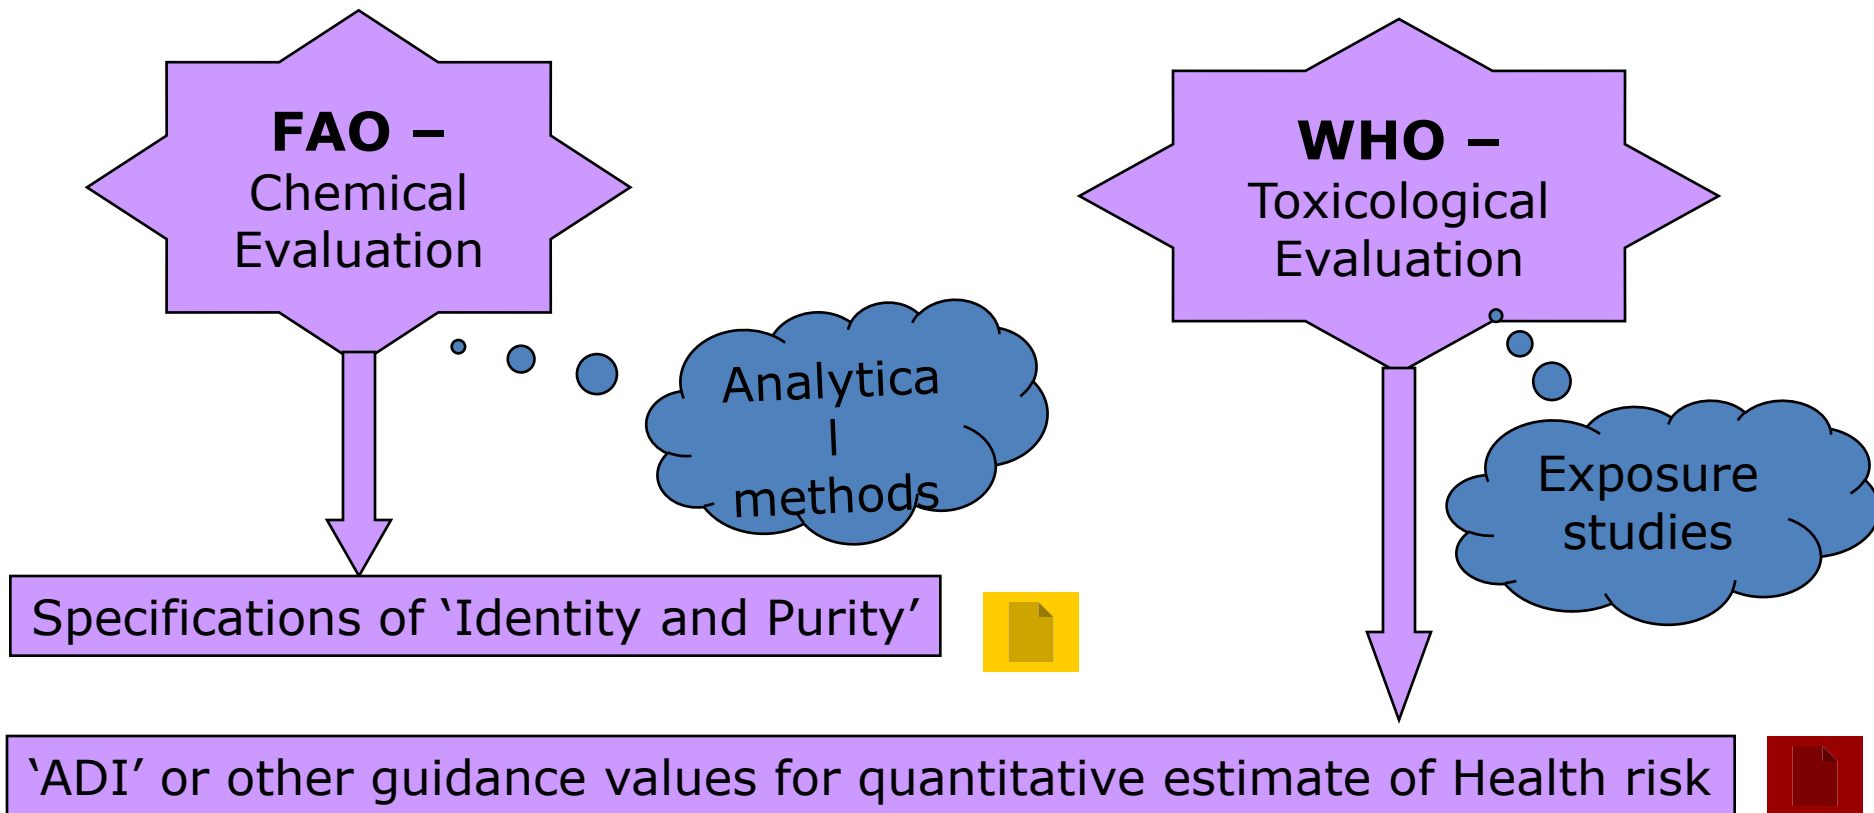 FAO –
Chemical
Evaluation
WHO –
Toxicological
Evaluation
Analytica
l
methods
Exposure
studies
Specifications of ‘Identity and Purity’
‘ADI’ or other guidance values for quantitative estimate of Health risk